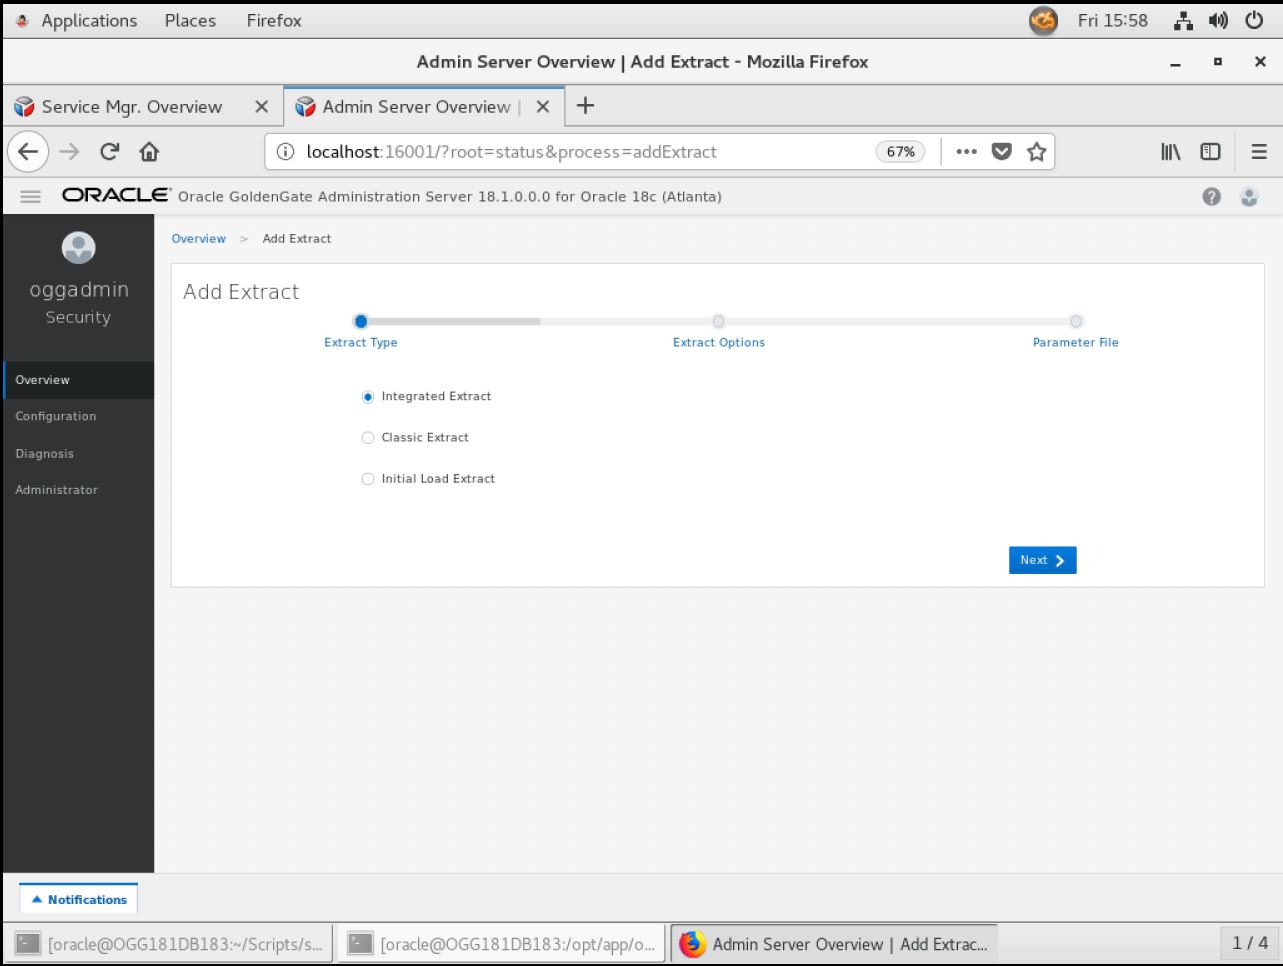 Applications Places Firefox Fri 15:58
Admin Server Overview | Add Extract - Mozilla Firefox
Service Mgr. Overview Admin Server Overview |
localhost:16001/?root=status&process=addExtract 67%
ORACLE Oracle GoldenGate Administration Server 18.1.0.0.0 for Oracle 18c (Atlanta)
oggadmin
Security
Overview
Configuration
Diagnosis
Administrator
Overview > Add Extract
Add Extract
Extract Type Extract Options Parameter File
Integrated Extract
Classic Extract
Initial Load Extract
Next
Notifications
[oracle@OGG181DB183:~/Scripts/s... [oracle@OGG181DB183:/opt/app/o... Admin Server Overview | Add Extrac... 1 / 4